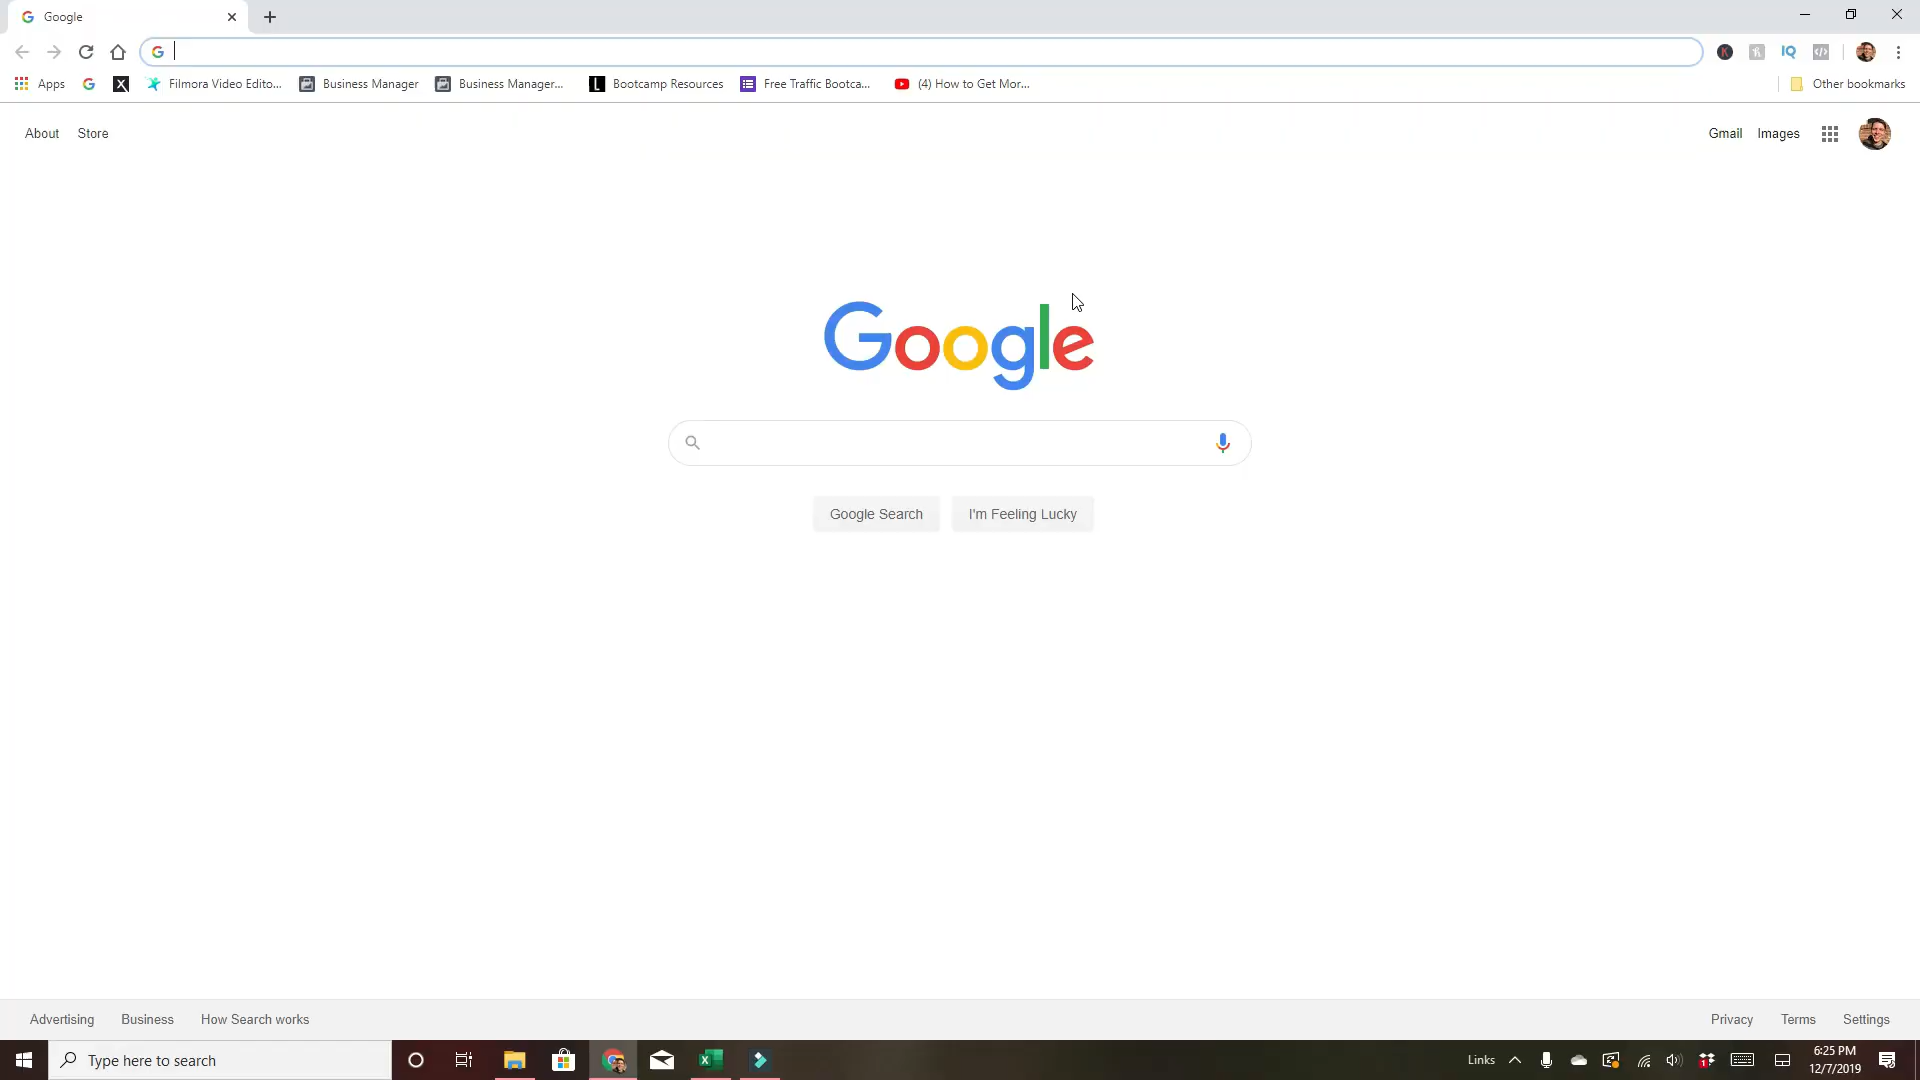 Google
Apps
Filmora Video Edito...
Business Manager
Business Manager...
Bootcamp Resources
Free Traffic Bootca...
(4) How to Get Mor...
Other bookmarks
About
Store
Gmail
Images
Google
Google Search
I'm Feeling Lucky
Advertising
Business
How Search works
Privacy
Terms
Settings
Type here to search
Links
6:25 PM
12/7/2019